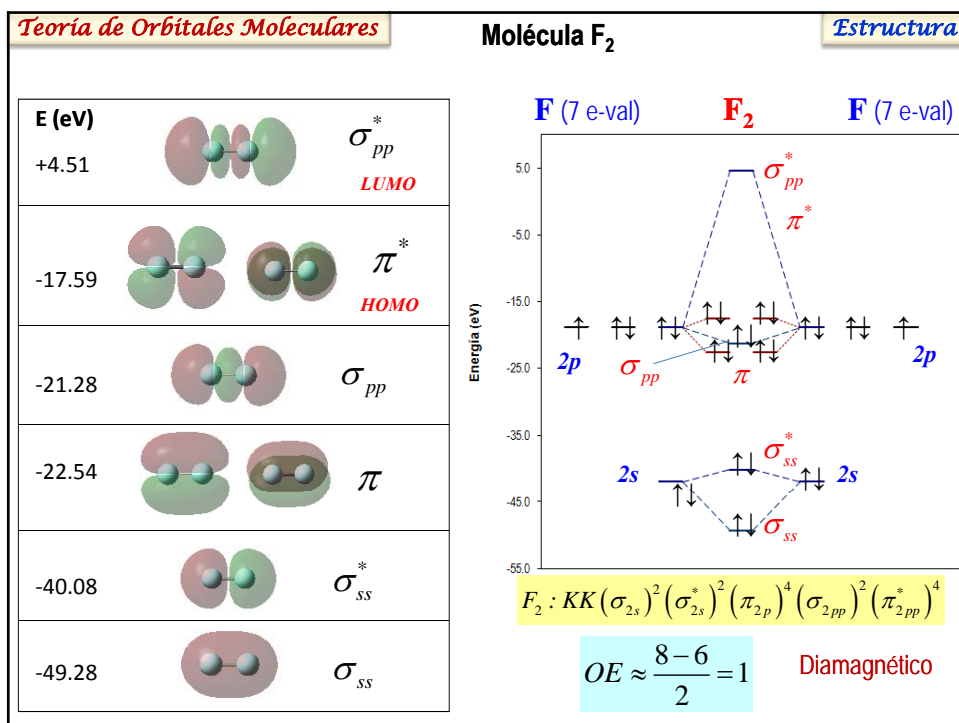 Teoría de Orbitales Moleculares
Molécula F₂
Estructura
E (eV)
+4.51
σ*pp
LUMO
-17.59
π*
HOMO
-21.28
σpp
-22.54
π
-40.08
σ*ss
-49.28
σss
F (7 e-val)
F₂
F (7 e-val)
Energía (eV)
5.0
-5.0
-15.0
-25.0
-35.0
-45.0
-55.0
σ*pp
π*
2p
2p
σpp
π
σ*ss
2s
2s
σss
F₂ : KK(σ₂s)²(σ*₂s)²(π₂p)⁴(σ₂pp)²(π*₂pp)⁴
OE ≈ (8 − 6)/2 = 1
Diamagnético